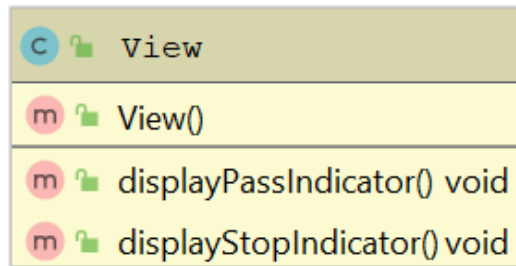 C View
m View()
m displayPassIndicator() void
m displayStopIndicator() void